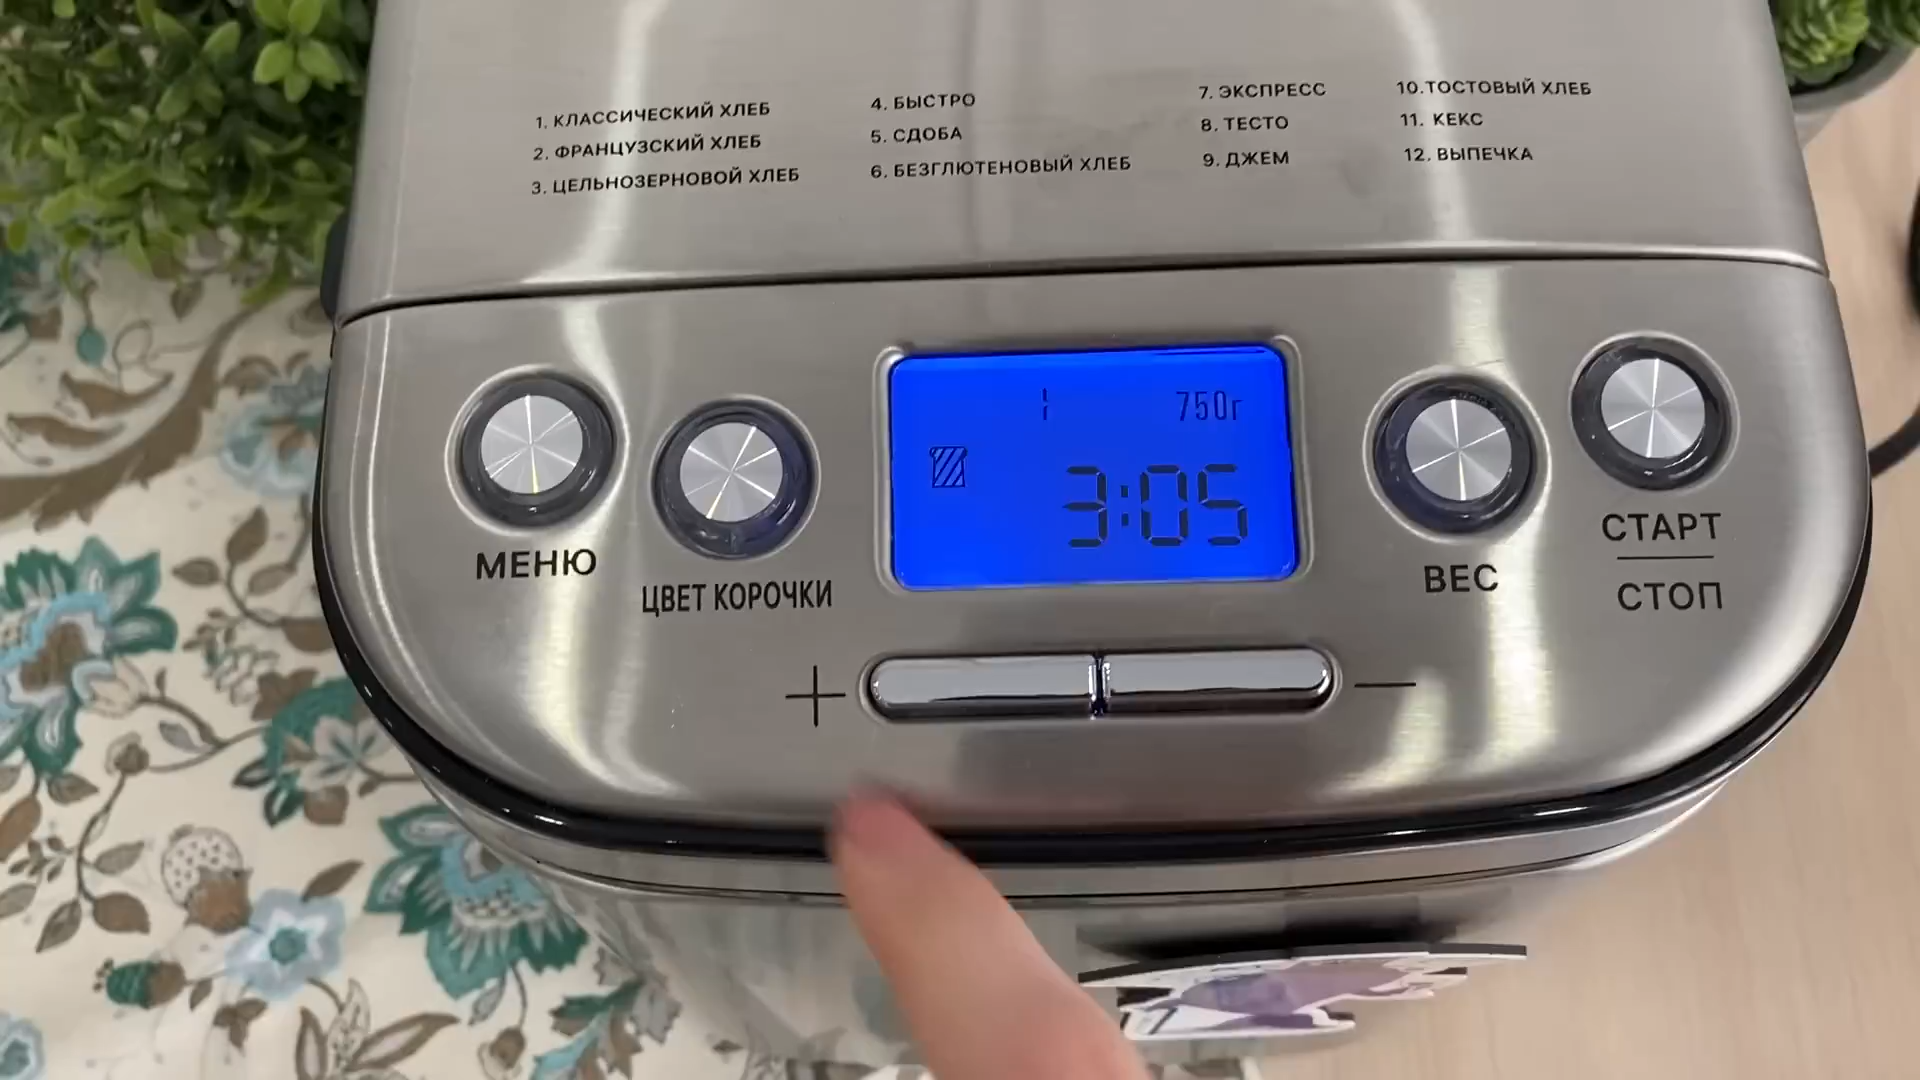 1. КЛАССИЧЕСКИЙ ХЛЕБ
2. ФРАНЦУЗСКИЙ ХЛЕБ
3. ЦЕЛЬНОЗЕРНОВОЙ ХЛЕБ
4. БЫСТРО
5. СДОБА
6. БЕЗГЛЮТЕНОВЫЙ ХЛЕБ
7. ЭКСПРЕСС
8. ТЕСТО
9. ДЖЕМ
10. ТОСТОВЫЙ ХЛЕБ
11. КЕКС
12. ВЫПЕЧКА
1 750г
3:05
МЕНЮ
ЦВЕТ КОРОЧКИ
ВЕС
СТАРТ
СТОП
+ —